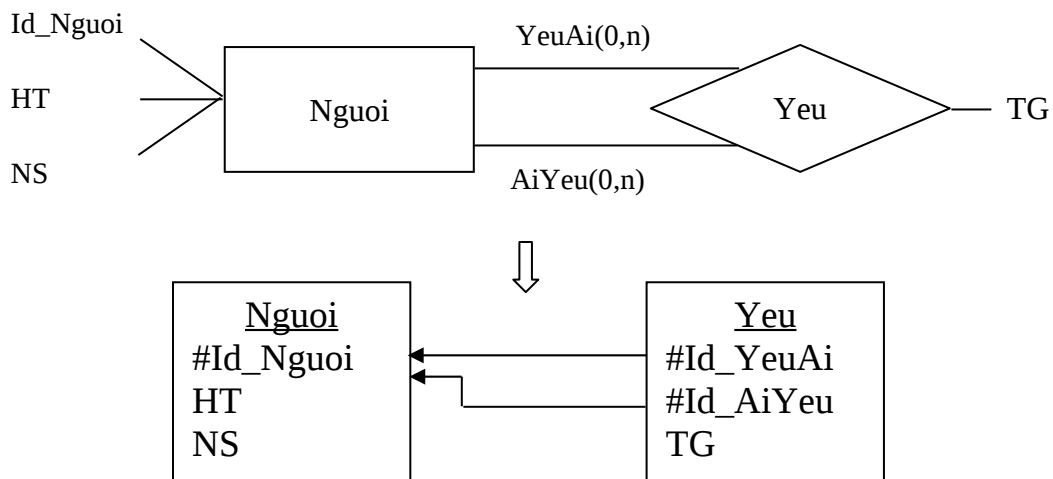 Id_Nguoi
HT
NS
Nguoi
YeuAi(0,n)
AiYeu(0,n)
Yeu
TG
Nguoi
#Id_Nguoi
HT
NS
Yeu
#Id_YeuAi
#Id_AiYeu
TG